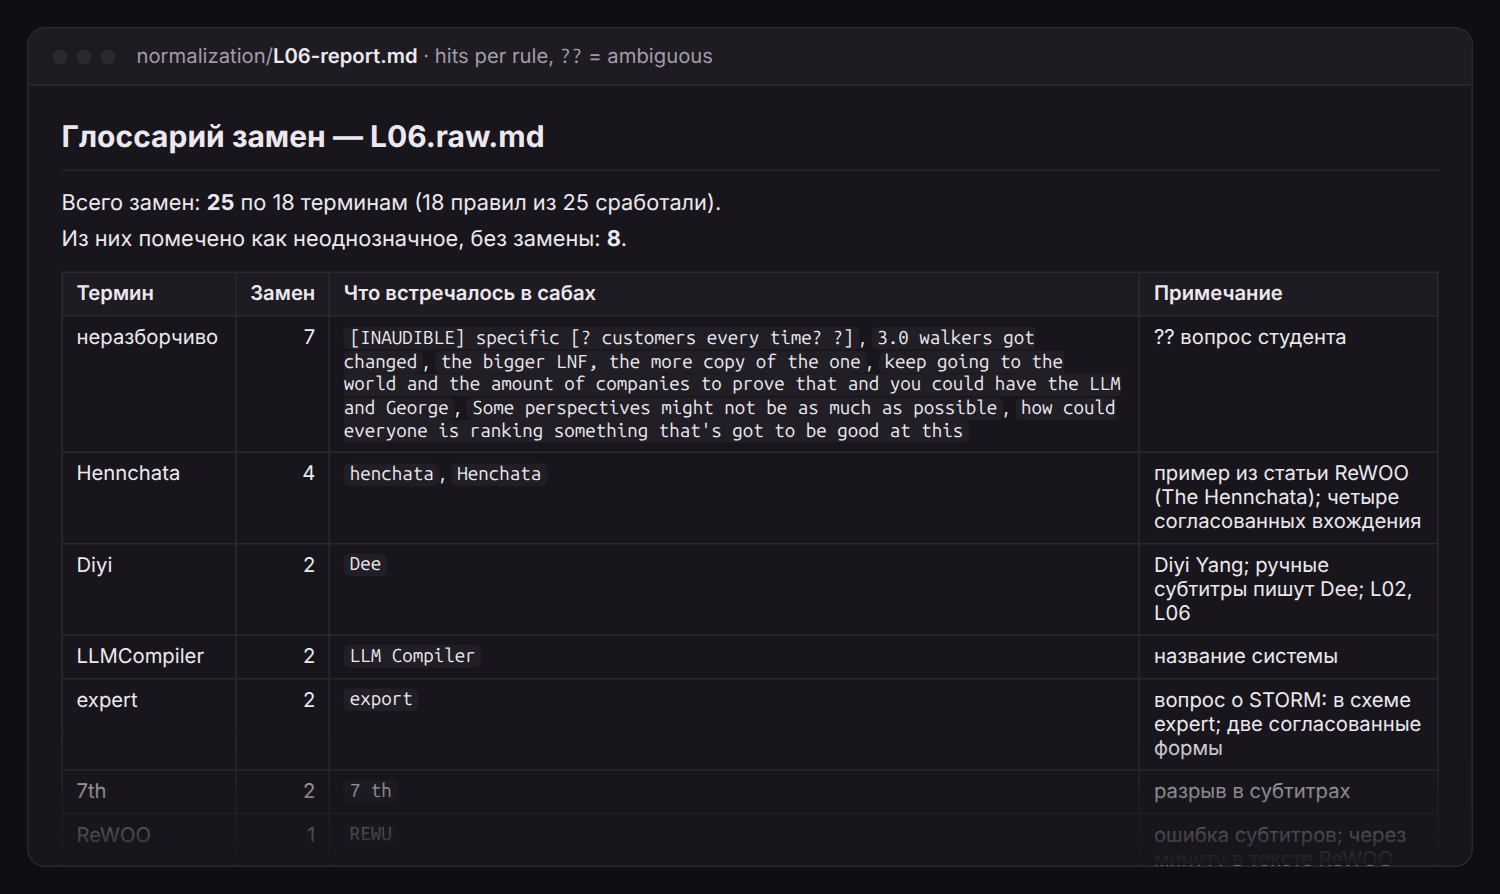 normalization/L06-report.md · hits per rule, ?? = ambiguous
Глоссарий замен — L06.raw.md
Всего замен: 25 по 18 терминам (18 правил из 25 сработали).
Из них помечено как неоднозначное, без замены: 8.
Термин Замен Что встречалось в сабах Примечание
неразборчиво 7 [INAUDIBLE] specific [? customers every time? ?], 3.0 walkers got ?? вопрос студента
changed, the bigger LNF, the more copy of the one, keep going to the
world and the amount of companies to prove that and you could have the LLM
and George, Some perspectives might not be as much as possible, how could
everyone is ranking something that's got to be good at this
Hennchata 4 henchata, Henchata пример из статьи ReWOO
(The Hennchata); четыре
согласованных вхождения
Diyi 2 Dee Diyi Yang; ручные
субтитры пишут Dee; L02,
L06
LLMCompiler 2 LLM Compiler название системы
expert 2 export вопрос о STORM: в схеме
expert; две согласованные
формы
7th 2 7 th разрыв в субтитрах
ReWOO 1 REWU ошибка субтитров; через
минуту в тексте ReWOO